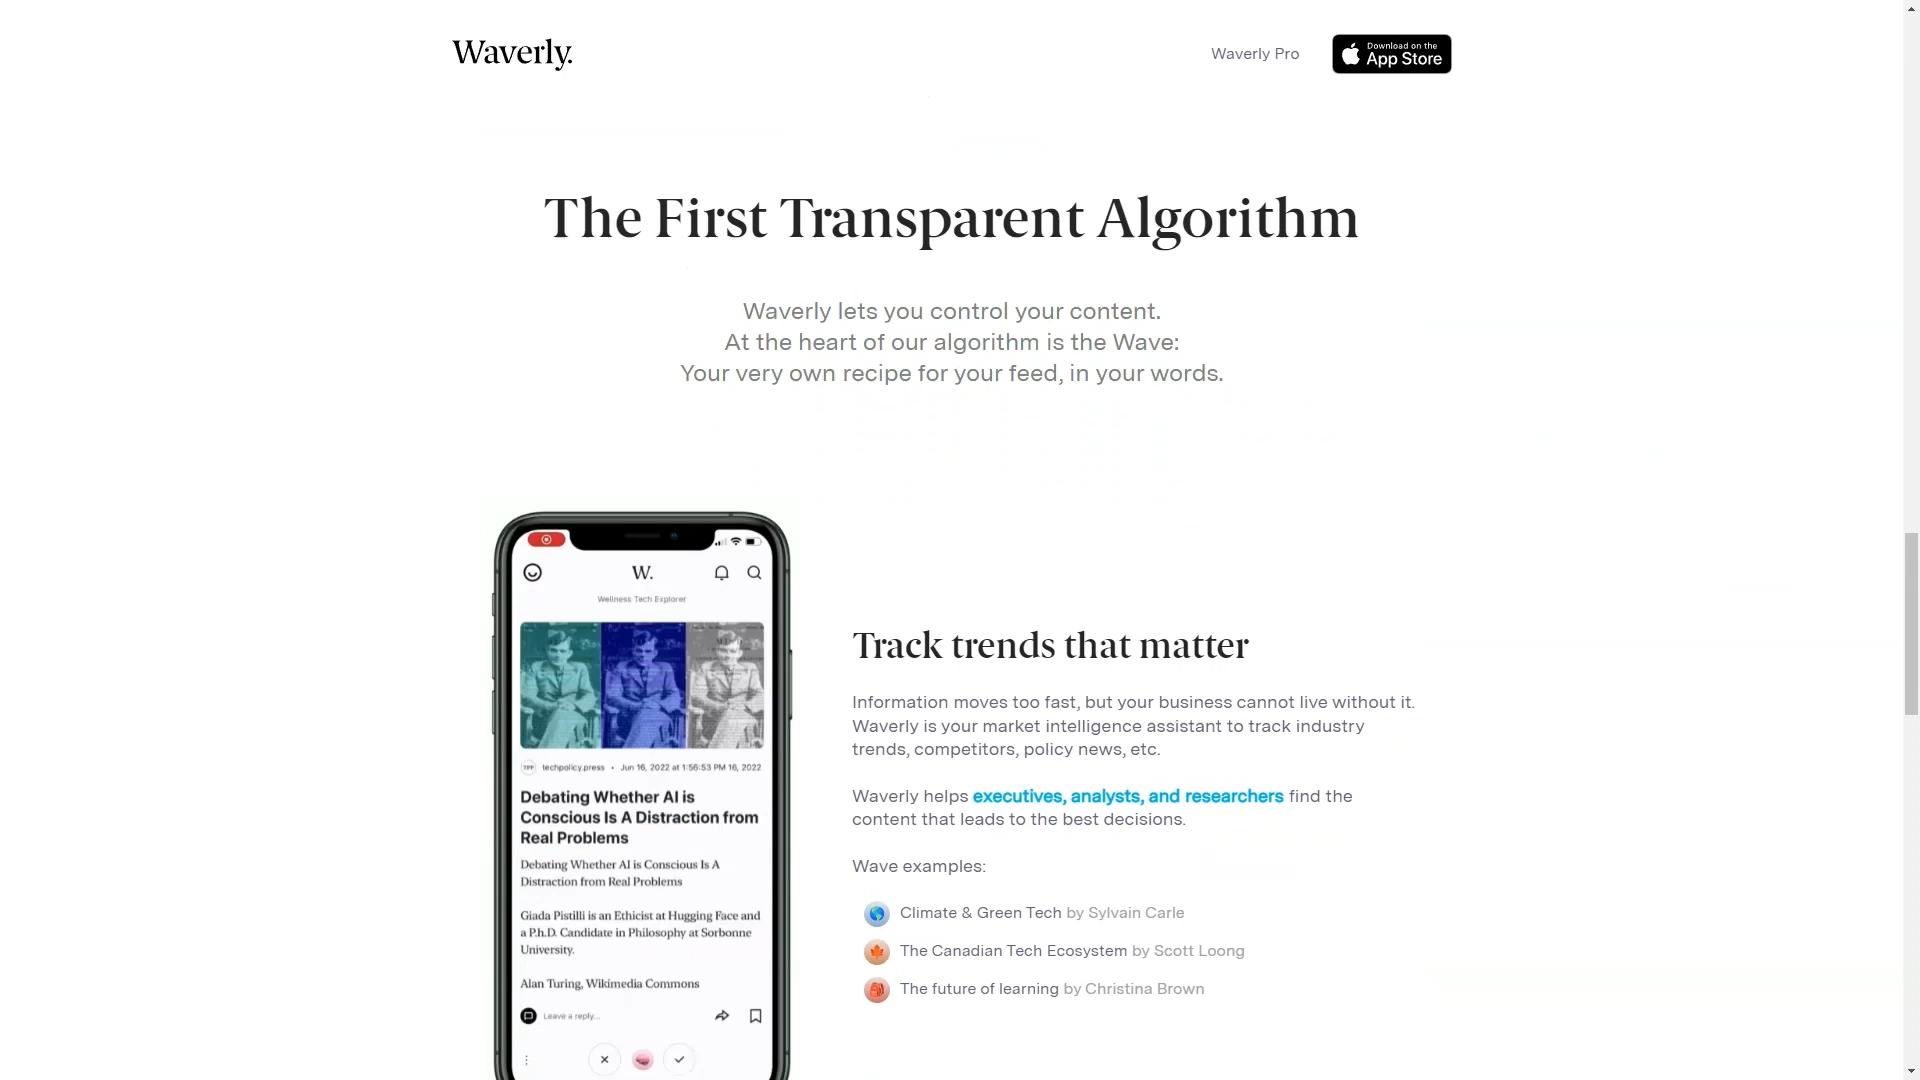 Waverly.
Waverly Pro
Download on the
App Store
The First Transparent Algorithm
Waverly lets you control your content.
At the heart of our algorithm is the Wave:
Your very own recipe for your feed, in your words.
W.
Wellness Tech Explorer
TPP techpolicy.press • Jun 16, 2022 at 1:56:53 PM 16, 2022
Debating Whether AI is
Conscious Is A Distraction from
Real Problems
Debating Whether AI is Conscious Is A
Distraction from Real Problems
Giada Pistilli is an Ethicist at Hugging Face and
a P.h.D. Candidate in Philosophy at Sorbonne
University.
Alan Turing, Wikimedia Commons
Leave a reply...
Track trends that matter
Information moves too fast, but your business cannot live without it.
Waverly is your market intelligence assistant to track industry
trends, competitors, policy news, etc.
Waverly helps executives, analysts, and researchers find the
content that leads to the best decisions.
Wave examples:
Climate & Green Tech by Sylvain Carle
The Canadian Tech Ecosystem by Scott Loong
The future of learning by Christina Brown